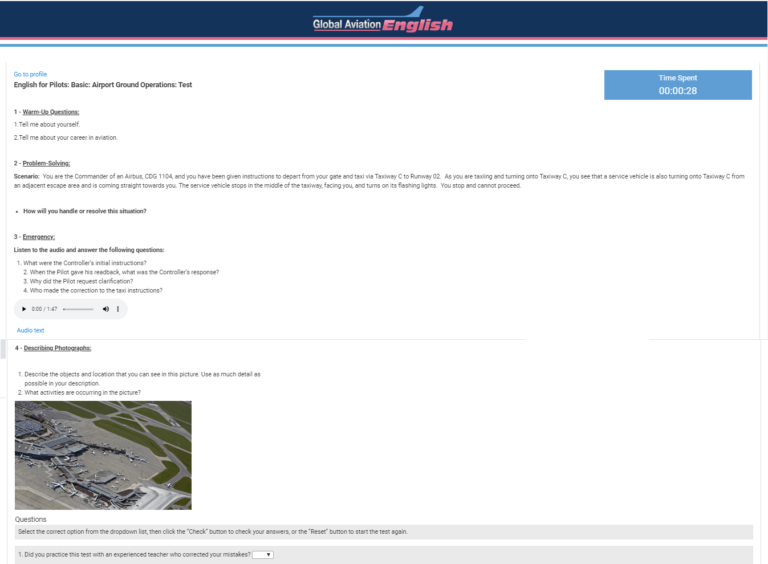 Global Aviation English
Go to profile
English for Pilots: Basic: Airport Ground Operations: Test
Time Spent
00:00:28
1 - Warm-Up Questions:
1.Tell me about yourself.
2.Tell me about your career in aviation.
2 - Problem-Solving:
Scenario: You are the Commander of an Airbus, CDG 1104, and you have been given instructions to depart from your gate and taxi via Taxiway C to Runway 02. As you are taxiing and turning onto Taxiway C, you see that a service vehicle is also turning onto Taxiway C from
an adjacent escape area and is coming straight towards you. The service vehicle stops in the middle of the taxiway, facing you, and turns on its flashing lights. You stop and cannot proceed.
• How will you handle or resolve this situation?
3 - Emergency:
Listen to the audio and answer the following questions:
1. What were the Controller's initial instructions?
2. When the Pilot gave his readback, what was the Controller's response?
3. Why did the Pilot request clarification?
4. Who made the correction to the taxi instructions?
0:00 / 1:47
Audio text
4 - Describing Photographs:
1. Describe the objects and location that you can see in this picture. Use as much detail as
possible in your description.
2. What activities are occurring in the picture?
Questions
Select the correct option from the dropdown list, then click the "Check" button to check your answers, or the "Reset" button to start the test again.
1. Did you practice this test with an experienced teacher who corrected your mistakes?